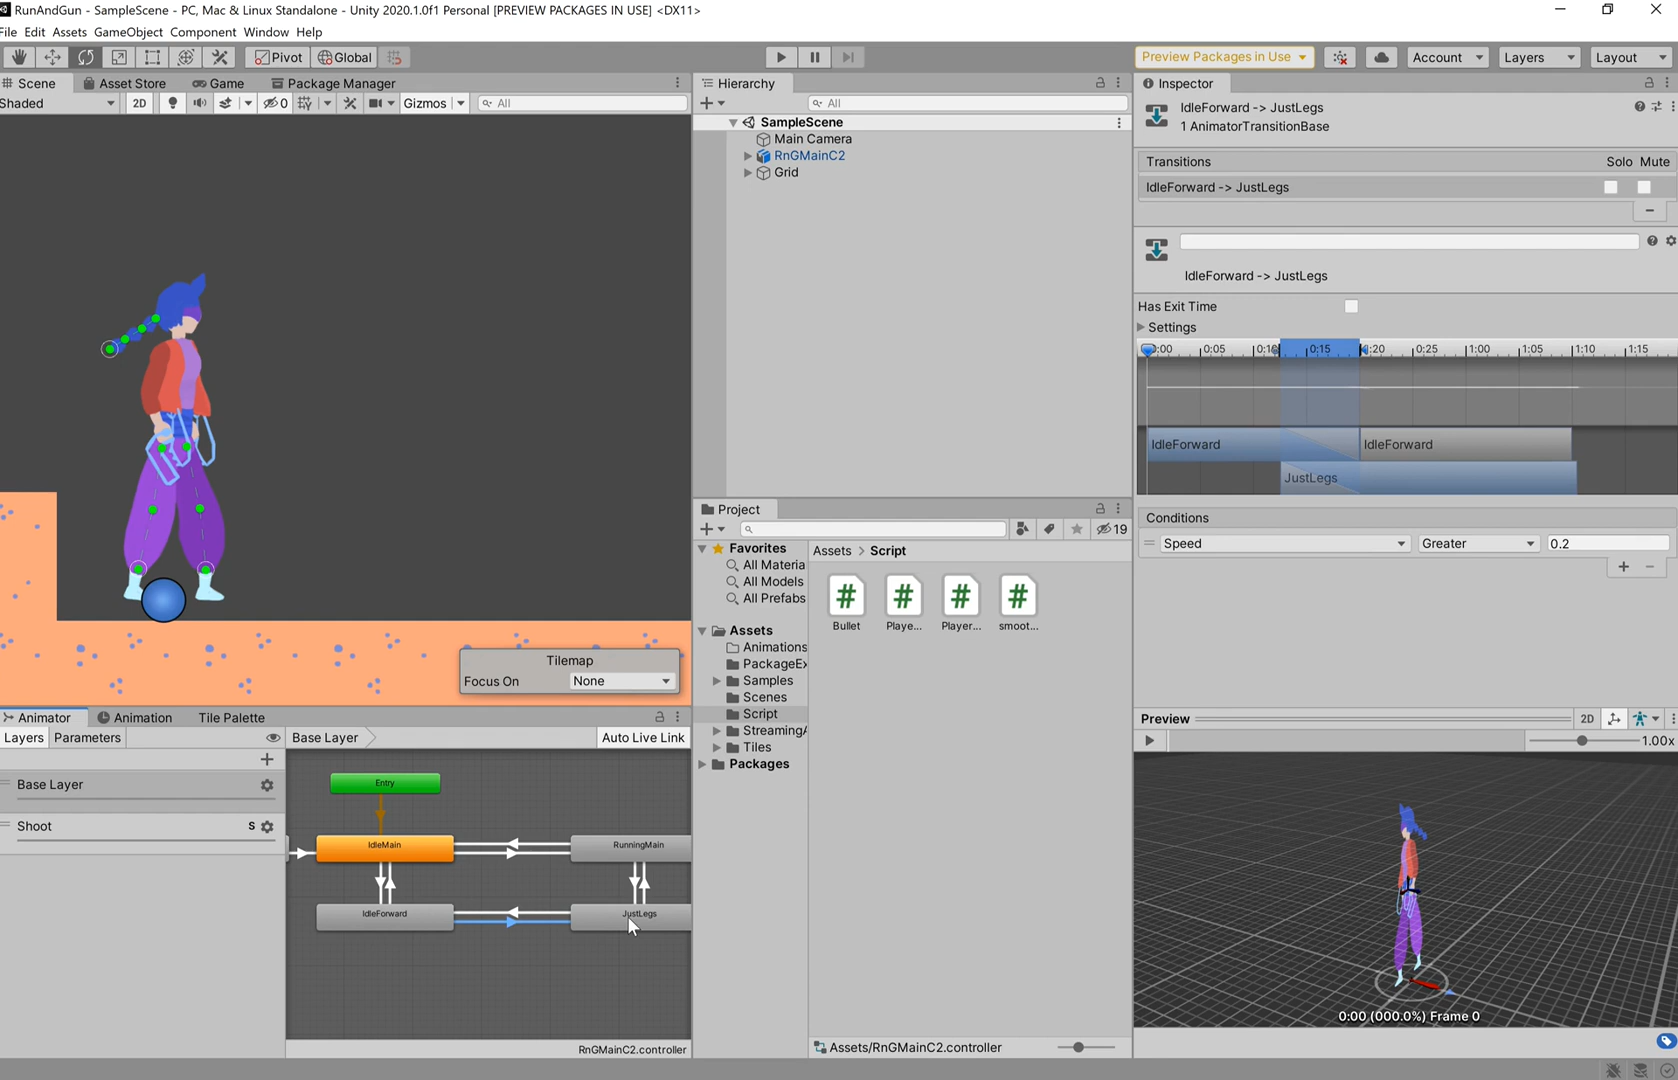 RunAndGun - SampleScene - PC, Mac & Linux Standalone - Unity 2020.1.0f1 Personal [PREVIEW PACKAGES IN USE] <DX11>
File Edit Assets GameObject Component Window Help
Pivot Global
Preview Packages in Use Account Layers Layout
Scene Asset Store Game Package Manager
Shaded 2D 0 Gizmos All
Hierarchy
All
SampleScene
Main Camera
RnGMainC2
Grid
Inspector
IdleForward -> JustLegs
1 AnimatorTransitionBase
Transitions Solo Mute
IdleForward -> JustLegs
IdleForward -> JustLegs
Has Exit Time
Settings
0:05 0:15 0:25 1:00 1:05 1:10 1:15
IdleForward IdleForward
JustLegs
Conditions
Speed Greater 0.2
Tilemap
Focus On None
Project
19
Favorites
All Materia
All Models
All Prefabs
Assets
Animations
PackageEx
Samples
Scenes
Script
StreamingA
Tiles
Packages
Assets > Script
Bullet Playe... Player... smoot...
Assets/RnGMainC2.controller
Animator Animation Tile Palette
Layers Parameters Base Layer Auto Live Link
Base Layer
Shoot S
Entry
IdleMain RunningMain
IdleForward JustLegs
RnGMainC2.controller
Preview 2D
1.00x
0:00 (000.0%) Frame 0